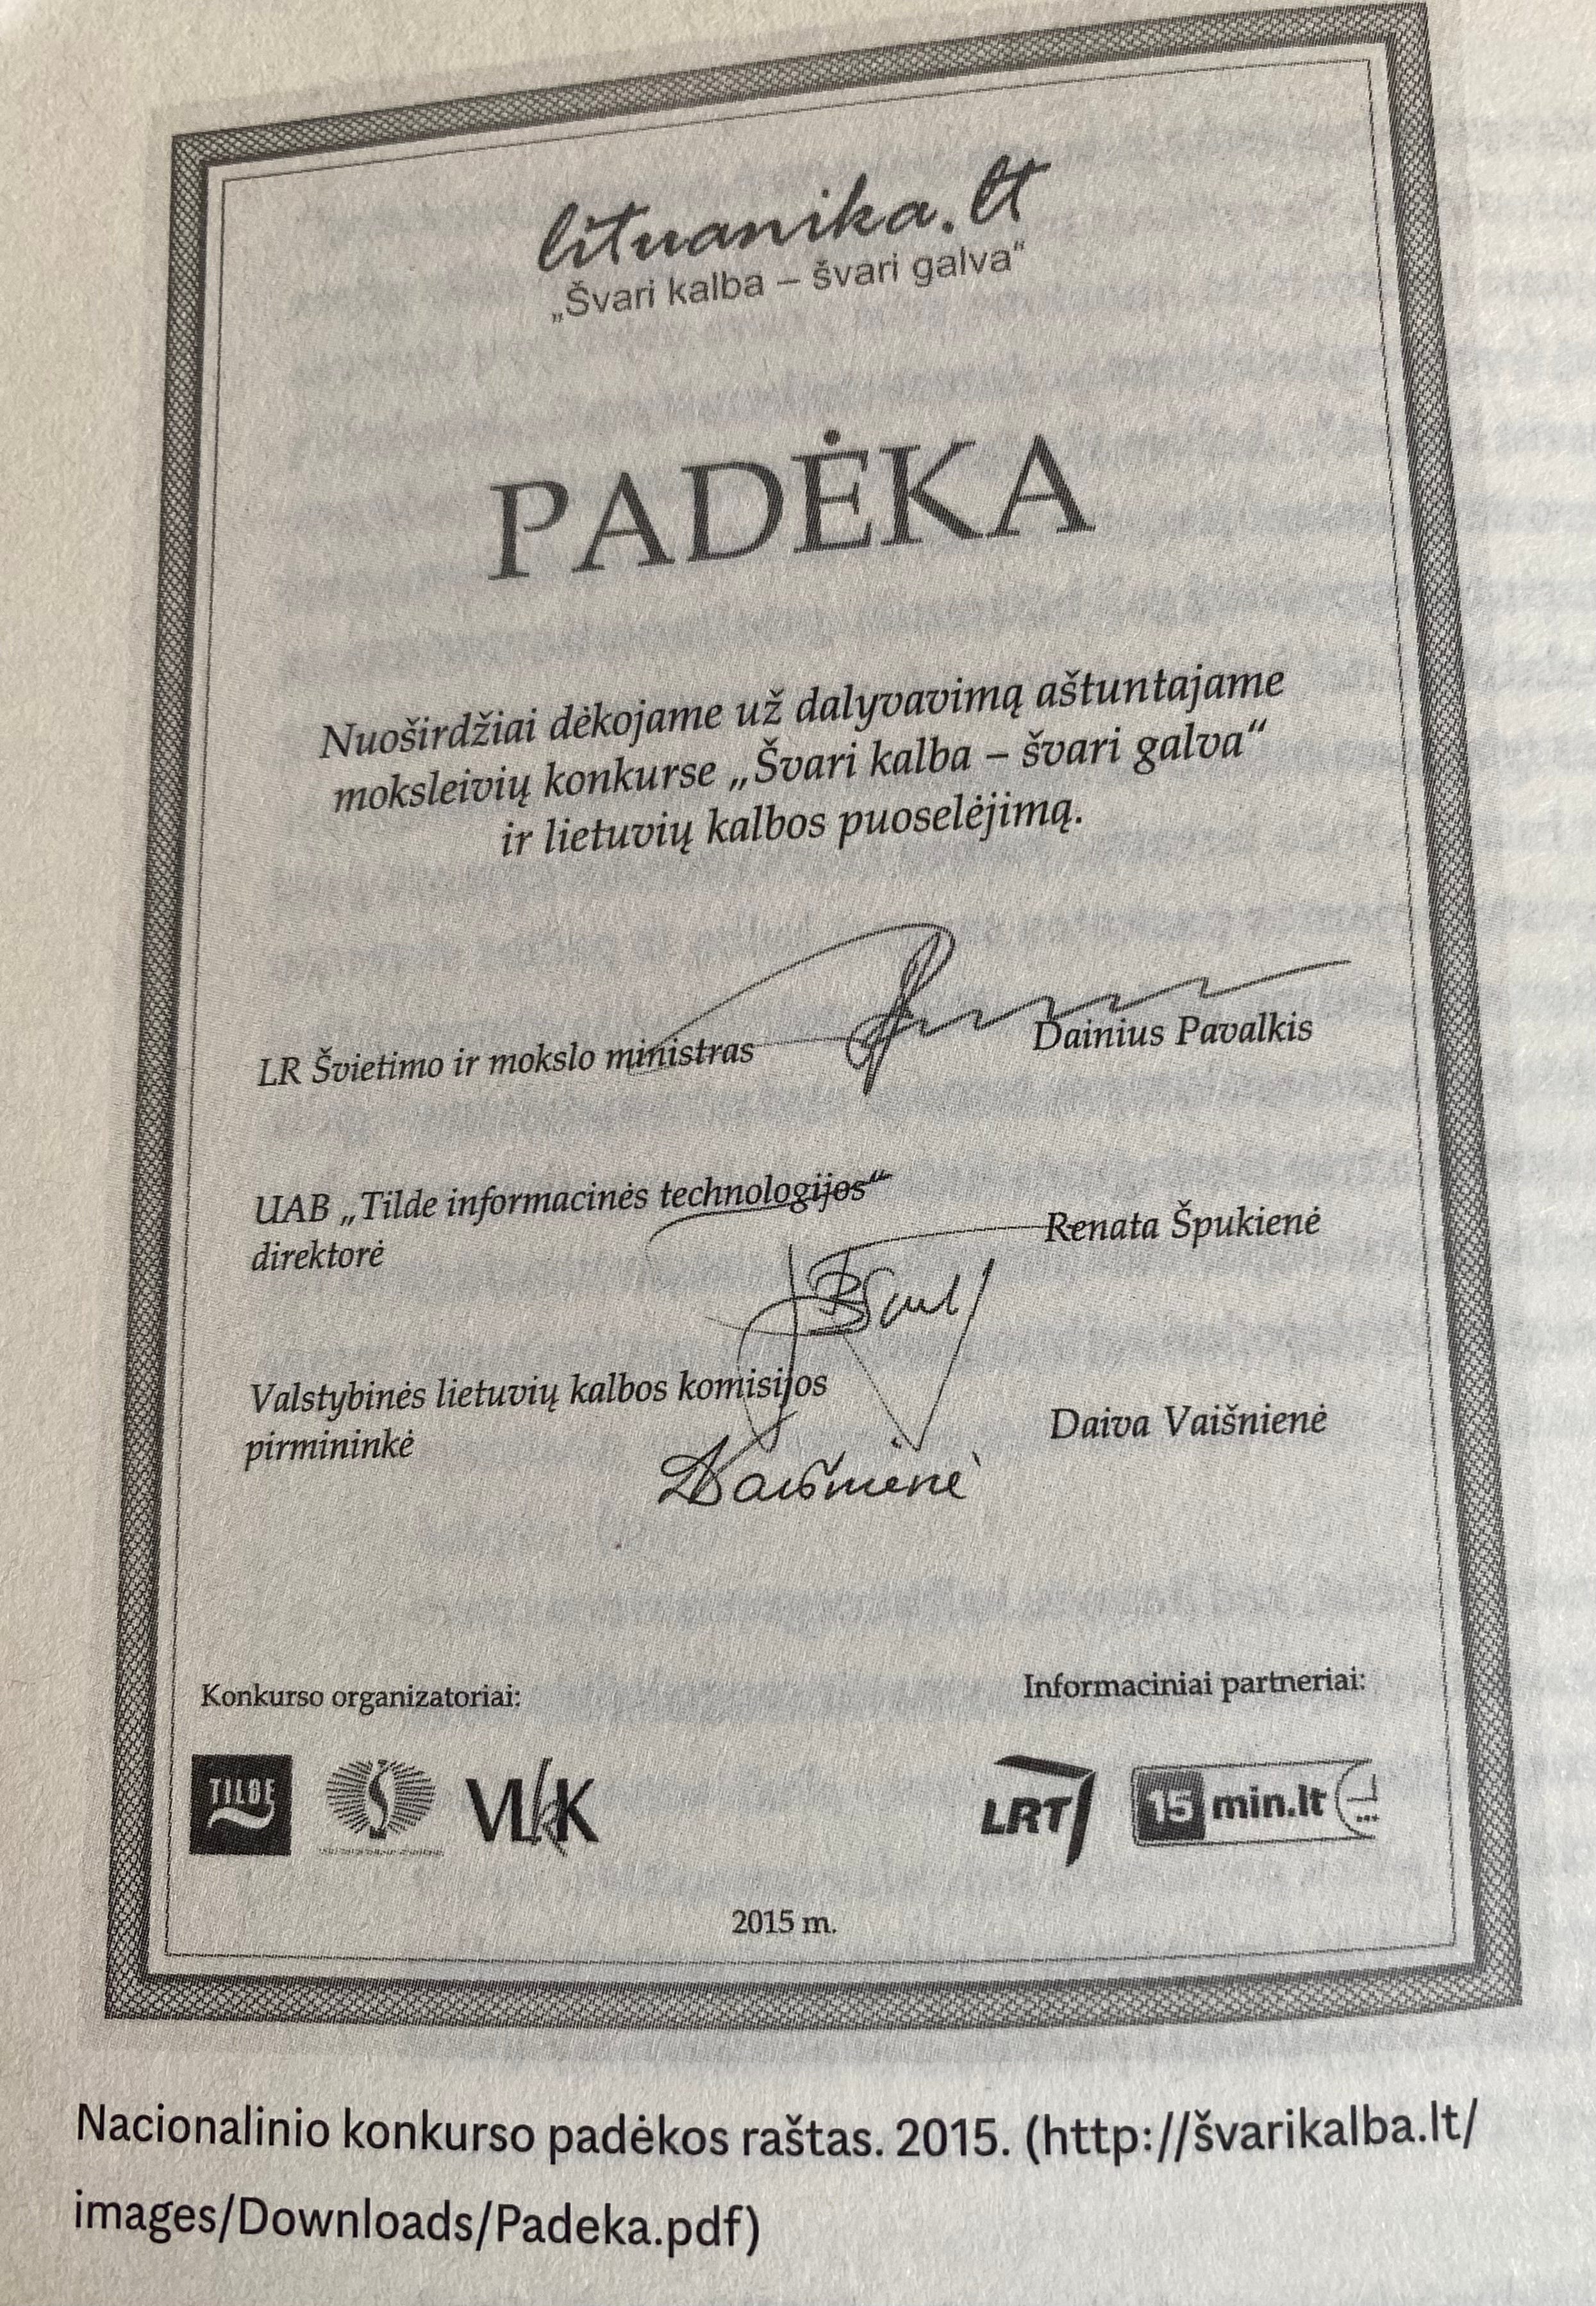 lituanika.lt
„Švari kalba – švari galva“
PADĖKA
Nuoširdžiai dėkojame už dalyvavimą aštuntajame
moksleivių konkurse „Švari kalba – švari galva“
ir lietuvių kalbos puoselėjimą.
LR Švietimo ir mokslo ministras
Dainius Pavalkis
UAB „Tilde informacinės technologijos“
direktorė
Renata Špukienė
Valstybinės lietuvių kalbos komisijos
pirmininkė
Daiva Vaišnienė
DVaišnienė
Konkurso organizatoriai:
Informaciniai partneriai:
TILDE
VLKK
LRT
15 min.lt
2015 m.
Nacionalinio konkurso padėkos raštas. 2015. (http://švarikalba.lt/
images/Downloads/Padeka.pdf)